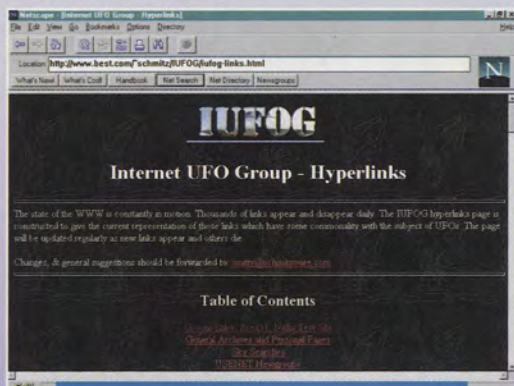 Netscape - [Internet UFO Group - Hyperlinks]
File Edit View Go Bookmarks Options Directory Help
Location: http://www.best.com/~schmitz/IUFOG/iufog-links.html
What's New! What's Cool! Handbook Net Search Net Directory Newsgroups
N
IUFOG
Internet UFO Group - Hyperlinks
The state of the WWW is constantly in motion. Thousands of links appear and disappear daily. The IUFOG hyperlinks page is
constructed to give the current representation of those links which have some commonality with the subject of UFOs. The page
will be updated regularly as new links appear and others die.
Changes, & general suggestions should be forwarded to:
Table of Contents
General Archives and Personal Pages
Site Searches
USENET Newsgroups